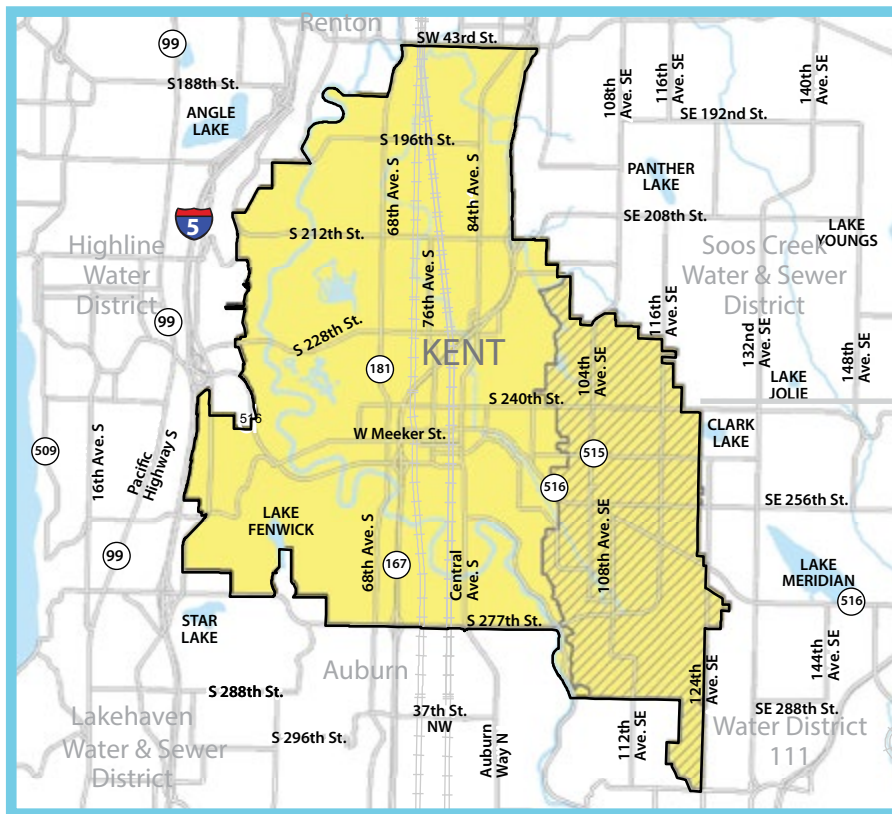 Renton
SW 43rd St.
99
S188th St.
ANGLE
LAKE
108th
Ave. SE
116th
Ave. SE
140th
Ave. SE
SE 192nd St.
S 196th St.
68th Ave. S
84th Ave. S
PANTHER
LAKE
5
SE 208th St.
S 212th St.
LAKE
YOUNGS
Highline
Water
District
Soos Creek
Water & Sewer
District
76th Ave. S
99
S 228th St.
116th
Ave. SE
132nd
Ave. SE
148th
Ave. SE
KENT
181
104th
Ave. SE
LAKE
JOLIE
S 240th St.
516
CLARK
LAKE
W Meeker St.
509
16th Ave. S
Pacific
Highway S
515
516
SE 256th St.
LAKE
FENWICK
68th Ave. S
108th Ave. SE
99
167
Central
Ave. S
LAKE
MERIDIAN
516
STAR
LAKE
S 277th St.
Auburn
124th
Ave. SE
144th
Ave. SE
S 288th St.
Lakehaven
Water & Sewer
District
37th St.
NW
S 296th St.
Auburn
Way N
112th
Ave. SE
SE 288th St.
Water District
111